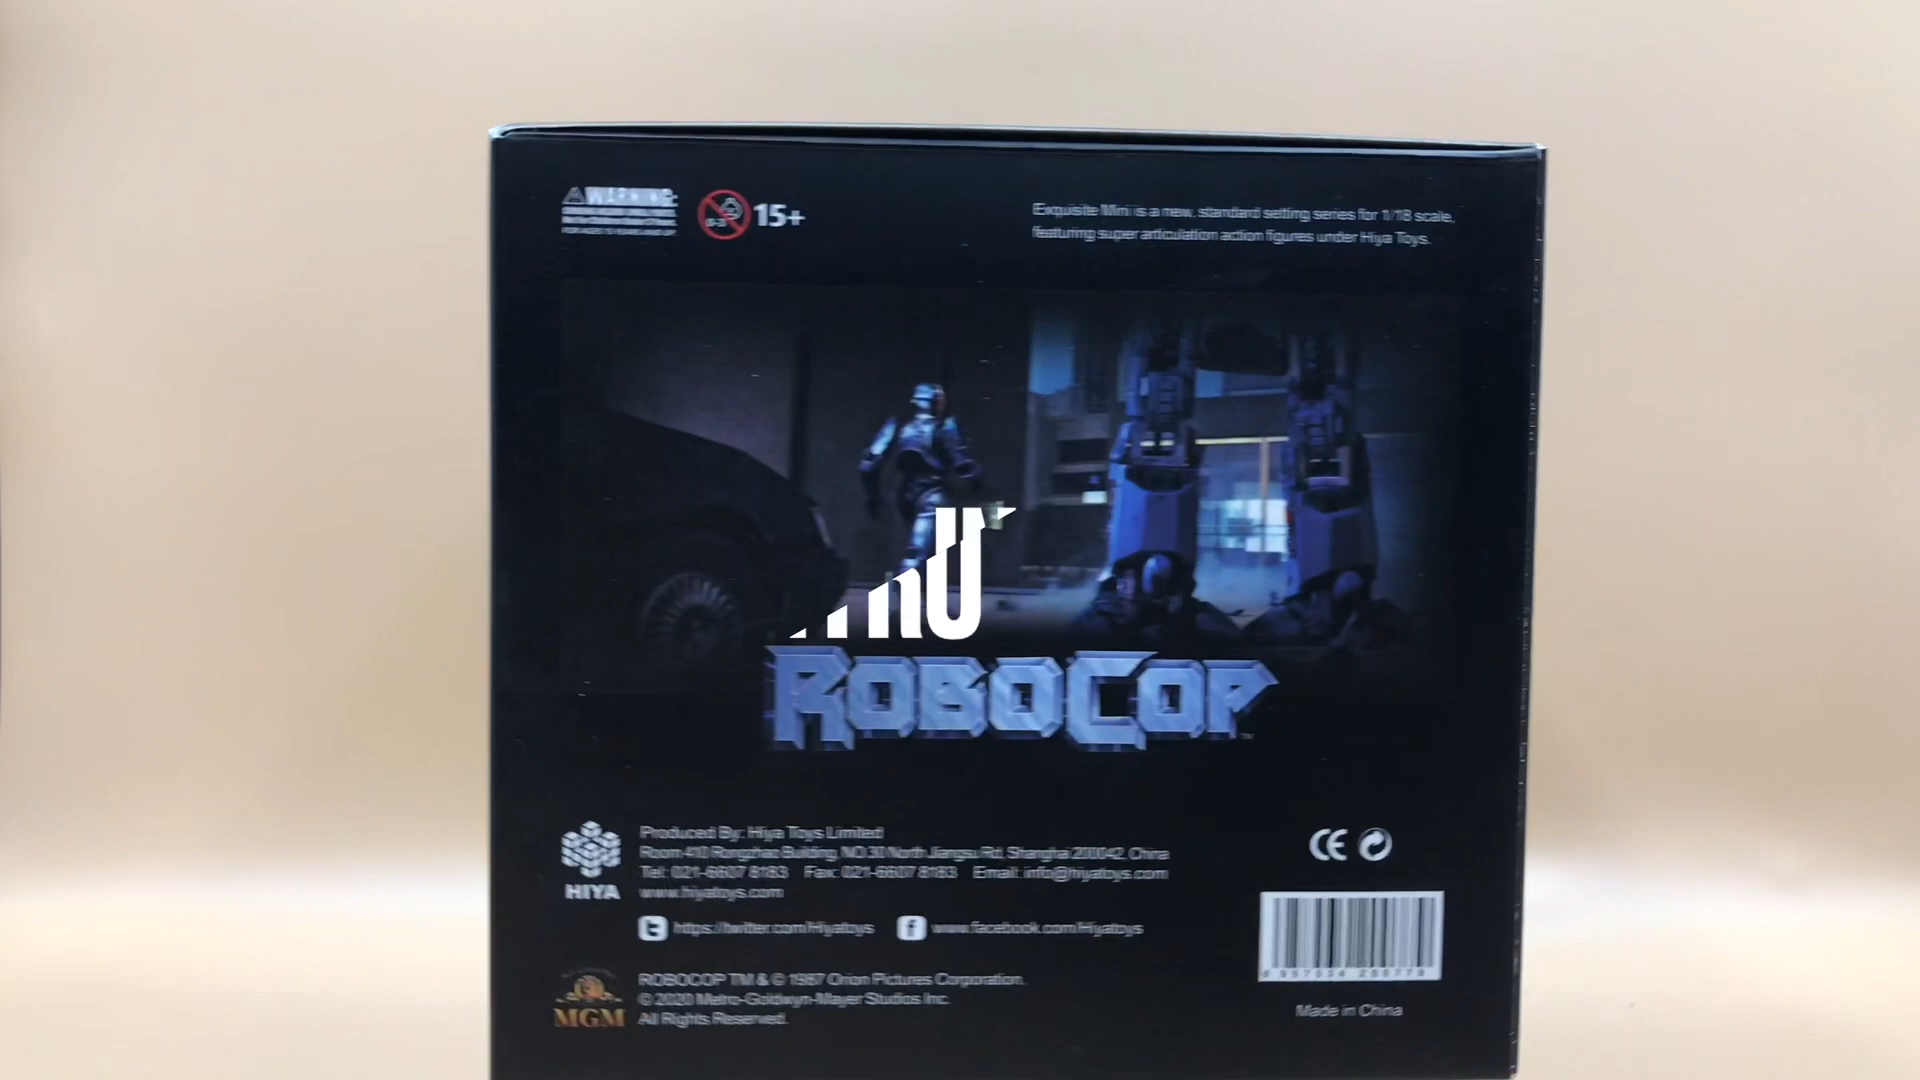 WARNING:
15+
Exquisite Mini is a new, standard setting series for 1/18 scale,
featuring super articulation action figures under Hiya Toys.
ROBOCOP
TM
HIYA
Produced By: Hiya Toys Limited
Room 410 Rongzhao Building, NO.30 North Jiangsu Rd, Shanghai 200042, China
Tel: 021-6607 8183 Fax: 021-6607 8183 Email: info@hiyatoys.com
www.hiyatoys.com
https://twitter.com/Hiyatoys www.facebook.com/Hiyatoys
CE
MGM
ROBOCOP TM & © 1987 Orion Pictures Corporation.
© 2020 Metro-Goldwyn-Mayer Studios Inc.
All Rights Reserved.
Made in China